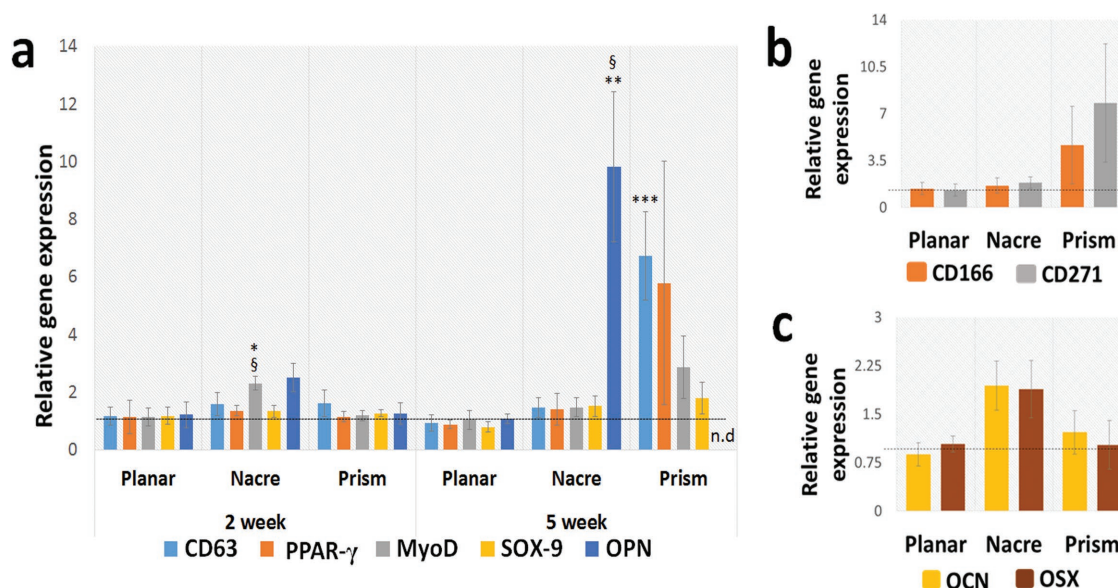 a
Relative gene expression
14
12
10
8
6
4
2
0
*
§
§
**
***
n.d
Planar Nacre Prism Planar Nacre Prism
2 week 5 week
CD63 PPAR-γ MyoD SOX-9 OPN
b
Relative gene
expression
14
10.5
7
3.5
0
Planar Nacre Prism
CD166 CD271
c
Relative gene
expression
3
2.25
1.5
0.75
0
Planar Nacre Prism
OCN OSX